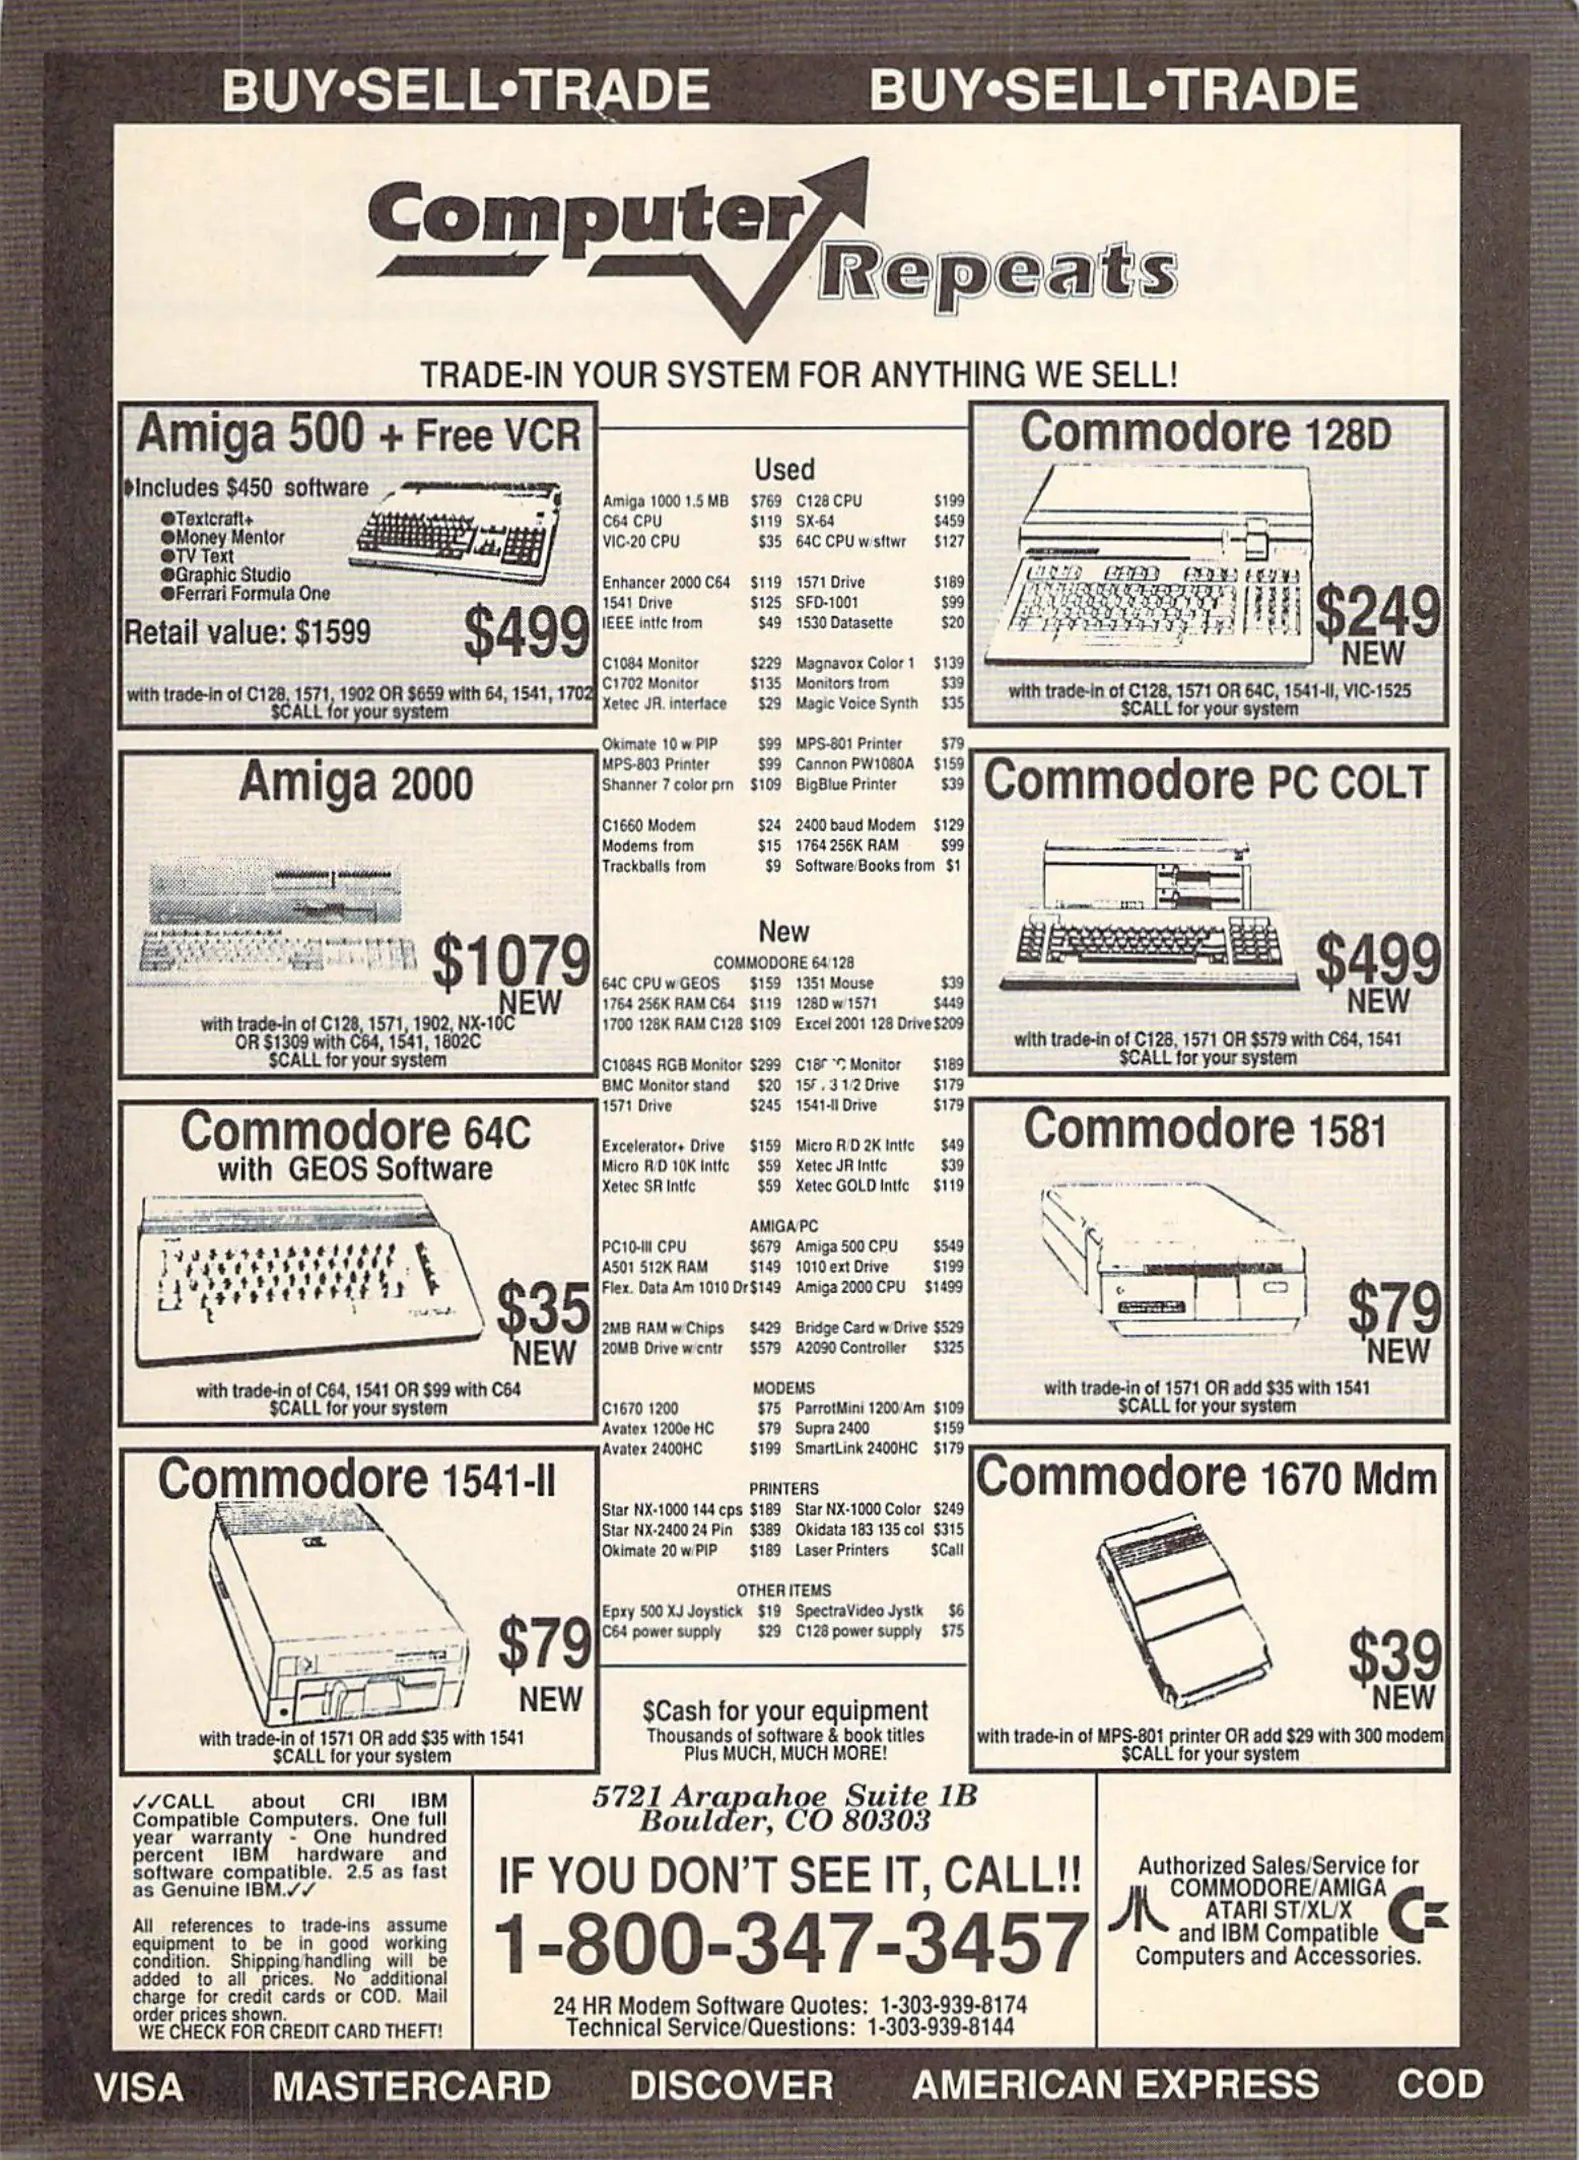 BUY•SELL•TRADE BUY•SELL•TRADE
Computer
Repeats
TRADE-IN YOUR SYSTEM FOR ANYTHING WE SELL!
Amiga 500 + Free VCR
Includes $450 software
●Textcraft+
●Money Mentor
●TV Text
●Graphic Studio
●Ferrari Formula One
Retail value: $1599 $499
with trade-in of C128, 1571, 1902 OR $659 with 64, 1541, 1702
$CALL for your system
Amiga 2000
$1079
NEW
with trade-in of C128, 1571, 1902, NX-10C
OR $1309 with C64, 1541, 1802C
$CALL for your system
Commodore 64C
with GEOS Software
$35
NEW
with trade-in of C64, 1541 OR $99 with C64
$CALL for your system
Commodore 1541-II
$79
NEW
with trade-in of 1571 OR add $35 with 1541
$CALL for your system
Used
Amiga 1000 1.5 MB $769 C128 CPU $199
C64 CPU $119 SX-64 $459
VIC-20 CPU $35 64C CPU w/sftwr $127
Enhancer 2000 C64 $119 1571 Drive $189
1541 Drive $125 SFD-1001 $99
IEEE intfc from $49 1530 Datasette $20
C1084 Monitor $229 Magnavox Color 1 $139
C1702 Monitor $135 Monitors from $39
Xetec JR. interface $29 Magic Voice Synth $35
Okimate 10 w/PIP $99 MPS-801 Printer $79
MPS-803 Printer $99 Cannon PW1080A $159
Shanner 7 color prn $109 BigBlue Printer $39
C1660 Modem $24 2400 baud Modem $129
Modems from $15 1764 256K RAM $99
Trackballs from $9 Software/Books from $1
New
COMMODORE 64/128
64C CPU w/GEOS $159 1351 Mouse $39
1764 256K RAM C64 $119 128D w/1571 $449
1700 128K RAM C128 $109 Excel 2001 128 Drive $209
C1084S RGB Monitor $299 Monitor $189
BMC Monitor stand $20 3 1/2 Drive $179
1571 Drive $245 1541-II Drive $179
Excelerator+ Drive $159 Micro R/D 2K Intfc $49
Micro R/D 10K Intfc $59 Xetec JR Intfc $39
Xetec SR Intfc $59 Xetec GOLD Intfc $119
AMIGA/PC
PC10-III CPU $679 Amiga 500 CPU $549
A501 512K RAM $149 1010 ext Drive $199
Flex. Data Am 1010 Dr $149 Amiga 2000 CPU $1499
2MB RAM w/Chips $429 Bridge Card w/Drive $529
20MB Drive w/cntr $579 A2090 Controller $325
MODEMS
C1670 1200 $75 ParrotMini 1200/Am $109
Avatex 1200e HC $79 Supra 2400 $159
Avatex 2400HC $199 SmartLink 2400HC $179
PRINTERS
Star NX-1000 144 cps $189 Star NX-1000 Color $249
Star NX-2400 24 Pin $389 Okidata 183 135 col $315
Okimate 20 w/PIP $189 Laser Printers $Call
OTHER ITEMS
Epxy 500 XJ Joystick $19 SpectraVideo Jystk $6
C64 power supply $29 C128 power supply $75
$Cash for your equipment
Thousands of software & book titles
Plus MUCH, MUCH MORE!
Commodore 128D
$249
NEW
with trade-in of C128, 1571 OR 64C, 1541-II, VIC-1525
$CALL for your system
Commodore PC COLT
$499
NEW
with trade-in of C128, 1571 OR $579 with C64, 1541
$CALL for your system
Commodore 1581
$79
NEW
with trade-in of 1571 OR add $35 with 1541
$CALL for your system
Commodore 1670 Mdm
$39
NEW
with trade-in of MPS-801 printer OR add $29 with 300 modem
$CALL for your system
✓✓CALL about CRI IBM
Compatible Computers. One full
year warranty - One hundred
percent IBM hardware and
software compatible. 2.5 as fast
as Genuine IBM.✓✓
All references to trade-ins assume
equipment to be in good working
condition. Shipping/handling will be
added to all prices. No additional
charge for credit cards or COD. Mail
order prices shown.
WE CHECK FOR CREDIT CARD THEFT!
5721 Arapahoe Suite 1B
Boulder, CO 80303
IF YOU DON'T SEE IT, CALL!!
1-800-347-3457
24 HR Modem Software Quotes: 1-303-939-8174
Technical Service/Questions: 1-303-939-8144
Authorized Sales/Service for
COMMODORE/AMIGA
ATARI ST/XL/X
and IBM Compatible
Computers and Accessories.
VISA MASTERCARD DISCOVER AMERICAN EXPRESS COD